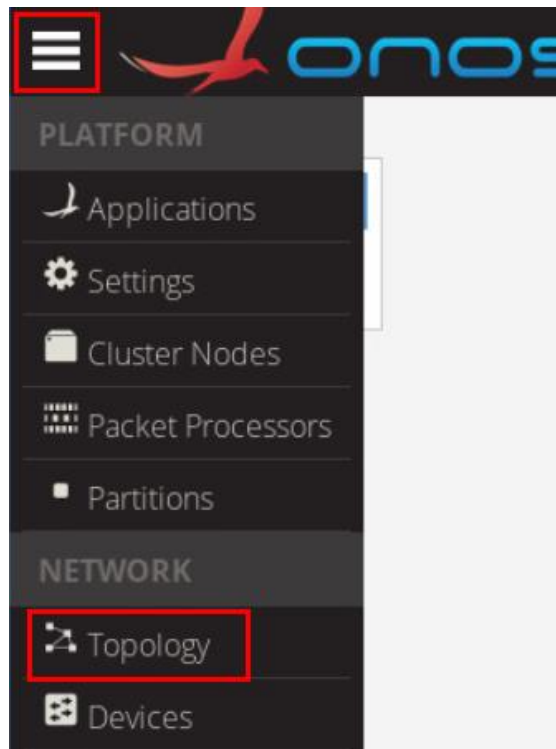 onos
PLATFORM
Applications
Settings
Cluster Nodes
Packet Processors
Partitions
NETWORK
Topology
Devices